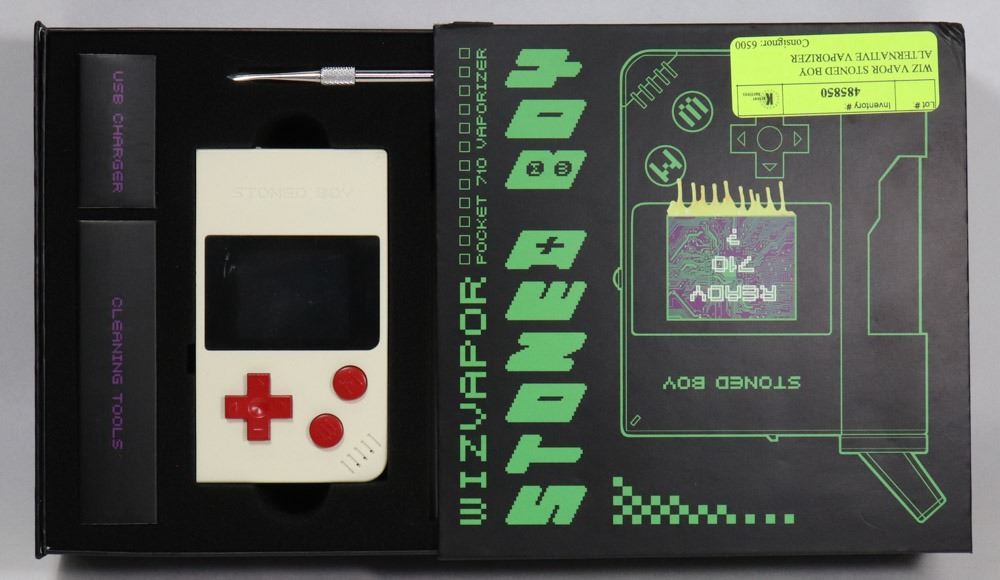 USB CHARGER
CLEANING TOOLS
STONED BOY
WIZVAPOR
POCKET 710 VAPORIZER
STONED BOY
READY
710
?
STONED BOY
Lot #
Inventory #
485850
WIZ VAPOR STONED BOY
ALTERNATIVE VAPORIZER
Consignor: 6500